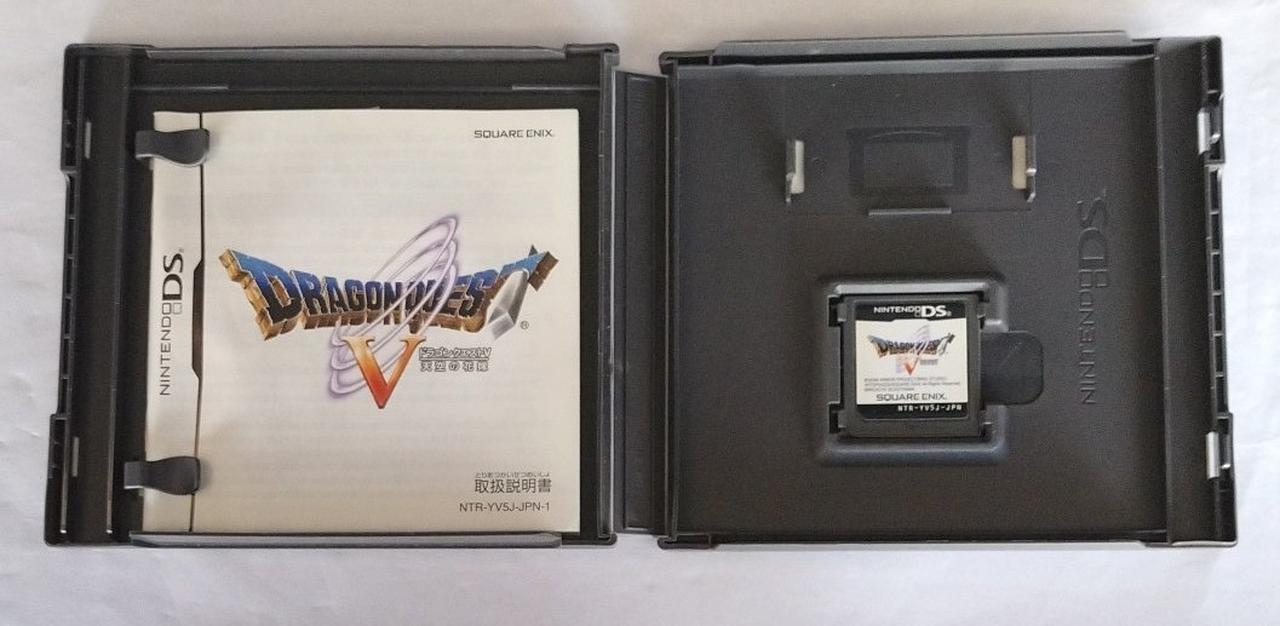 SQUARE ENIX.
NINTENDO DS®
DRAGON QUEST®
V
ドラゴンクエストV
天空の花嫁
とりあつかいせつめいしょ
取扱説明書
NTR-YV5J-JPN-1
NINTENDO DS®
DRAGON QUEST
V
SQUARE ENIX.
NTR-YV5J-JPN
NINTENDO DS